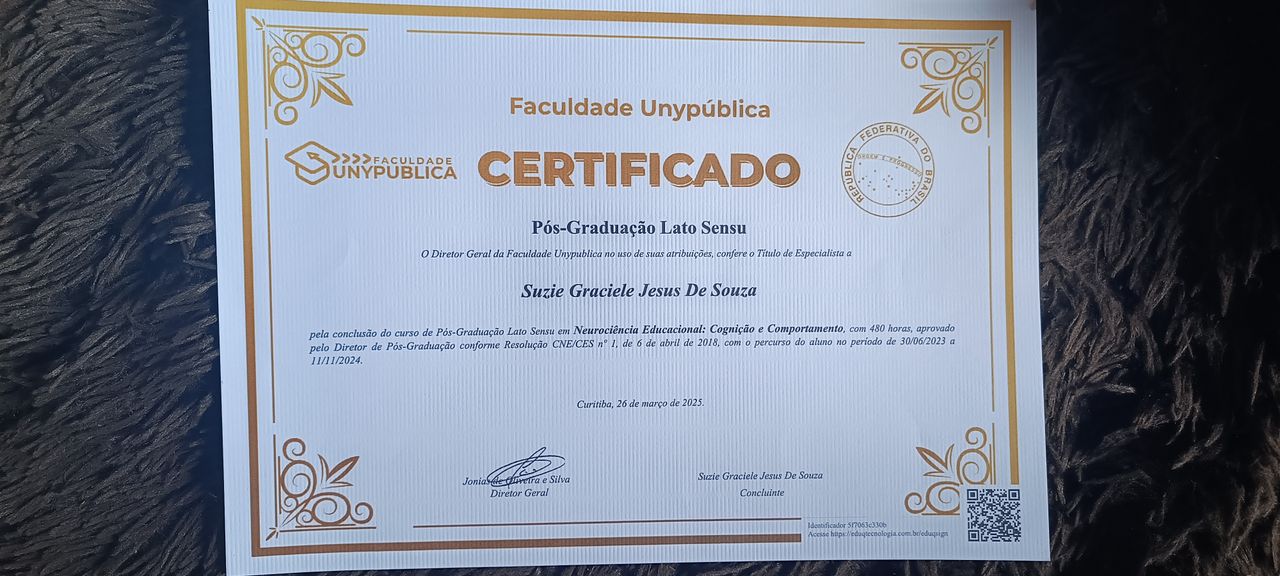 Faculdade Unypública
FACULDADE
UNYPUBLICA
CERTIFICADO
REPÚBLICA FEDERATIVA DO BRASIL
ORDEM E PROGRESSO
Pós-Graduação Lato Sensu
O Diretor Geral da Faculdade Unypublica no uso de suas atribuições, confere o Título de Especialista a
Suzie Graciele Jesus De Souza
pela conclusão do curso de Pós-Graduação Lato Sensu em Neurociência Educacional: Cognição e Comportamento, com 480 horas, aprovado
pelo Diretor de Pós-Graduação conforme Resolução CNE/CES nº 1, de 6 de abril de 2018, com o percurso do aluno no período de 30/06/2023 a
11/11/2024.
Curitiba, 26 de março de 2025.
Jonias de Oliveira e Silva
Diretor Geral
Suzie Graciele Jesus De Souza
Concluinte
Identificador 5f7063c330b
Acesse https://eduqtecnologia.com.br/eduqsign